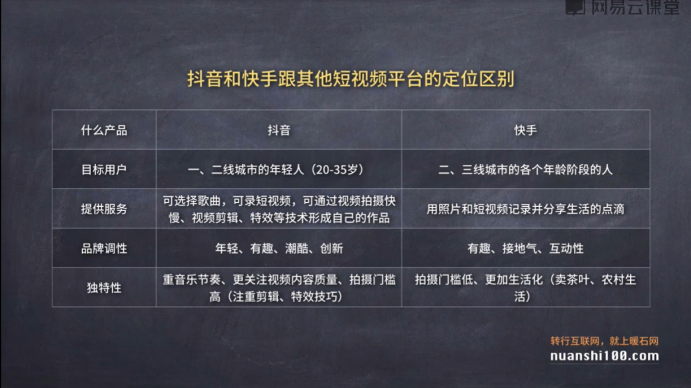 网易云课堂
抖音和快手跟其他短视频平台的定位区别
什么产品
抖音
快手
目标用户
一、二线城市的年轻人（20-35岁）
二、三线城市的各个年龄阶段的人
提供服务
可选择歌曲，可录短视频，可通过视频拍摄快
慢、视频剪辑、特效等技术形成自己的作品
用照片和短视频记录并分享生活的点滴
品牌调性
年轻、有趣、潮酷、创新
有趣、接地气、互动性
独特性
重音乐节奏、更关注视频内容质量、拍摄门槛
高（注重剪辑、特效技巧）
拍摄门槛低、更加生活化（卖茶叶、农村生
活）
转行互联网，就上暖石网
nuanshi100.com